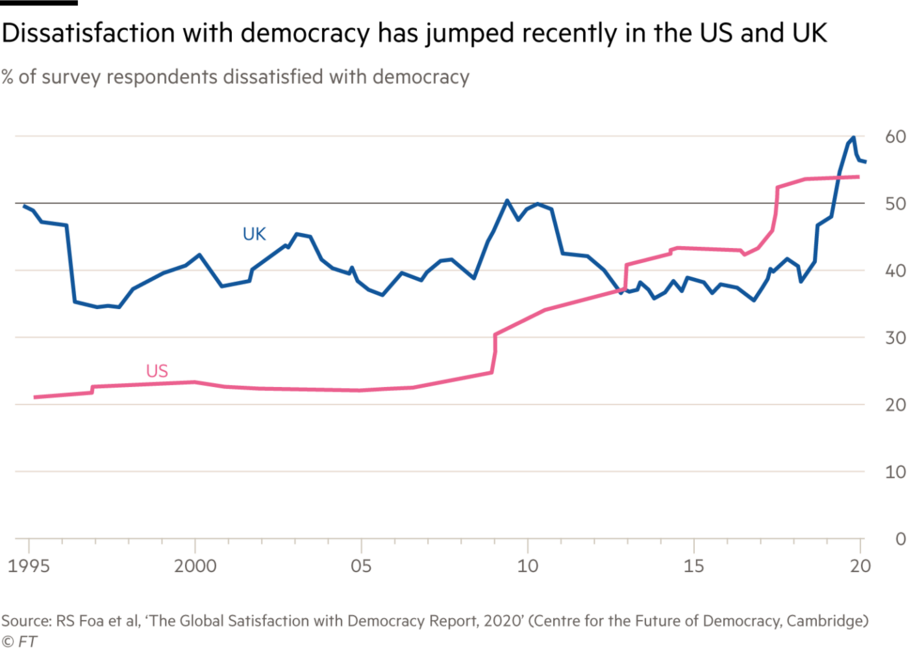 Dissatisfaction with democracy has jumped recently in the US and UK
% of survey respondents dissatisfied with democracy
60
50
UK
40
30
US
20
10
0
1995 2000 05 10 15 20
Source: RS Foa et al, ‘The Global Satisfaction with Democracy Report, 2020’ (Centre for the Future of Democracy, Cambridge)
© FT